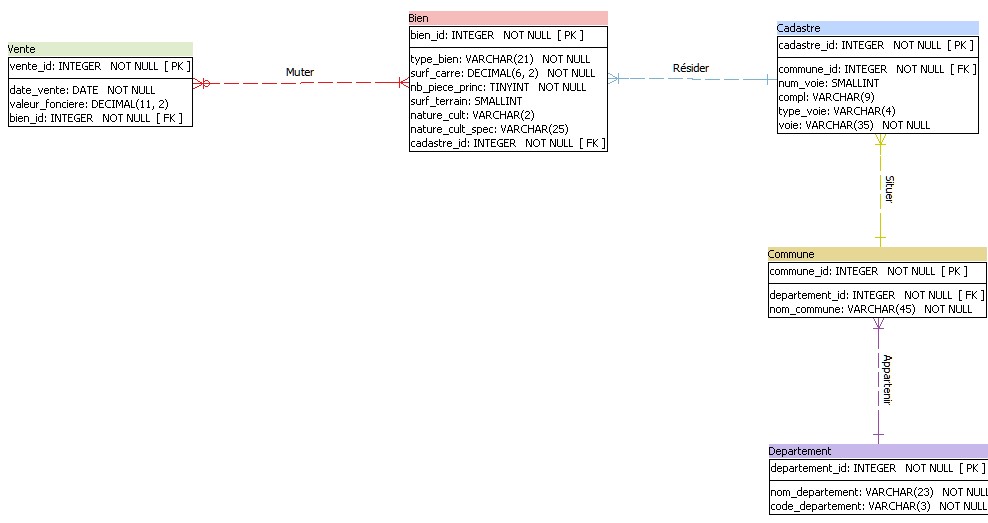 Vente
vente_id: INTEGER NOT NULL [ PK ]
date_vente: DATE NOT NULL
valeur_fonciere: DECIMAL(11, 2)
bien_id: INTEGER NOT NULL [ FK ]
Muter
Bien
bien_id: INTEGER NOT NULL [ PK ]
type_bien: VARCHAR(21) NOT NULL
surf_carre: DECIMAL(6, 2) NOT NULL
nb_piece_princ: TINYINT NOT NULL
surf_terrain: SMALLINT
nature_cult: VARCHAR(2)
nature_cult_spec: VARCHAR(25)
cadastre_id: INTEGER NOT NULL [ FK ]
Résider
Cadastre
cadastre_id: INTEGER NOT NULL [ PK ]
commune_id: INTEGER NOT NULL [ FK ]
num_voie: SMALLINT
compl: VARCHAR(9)
type_voie: VARCHAR(4)
voie: VARCHAR(35) NOT NULL
Situer
Commune
commune_id: INTEGER NOT NULL [ PK ]
departement_id: INTEGER NOT NULL [ FK ]
nom_commune: VARCHAR(45) NOT NULL
Appartenir
Departement
departement_id: INTEGER NOT NULL [ PK ]
nom_departement: VARCHAR(23) NOT NULL
code_departement: VARCHAR(3) NOT NULL